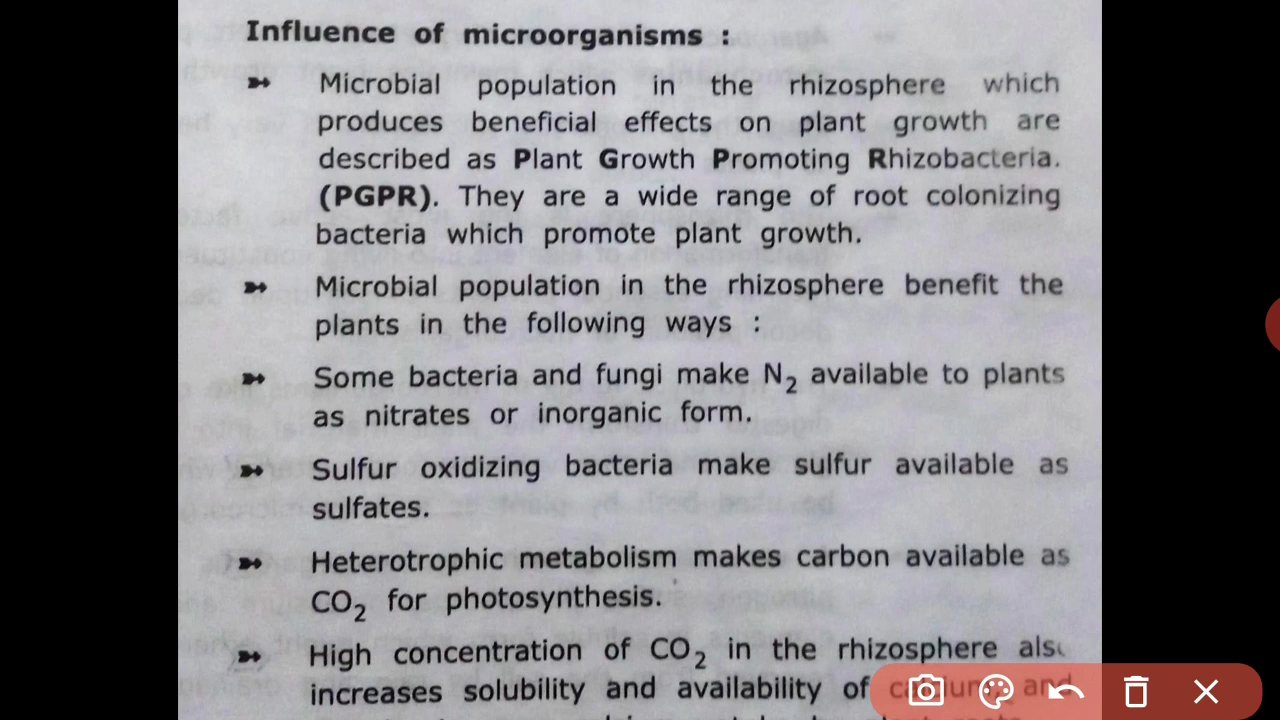 Influence of microorganisms :
Microbial population in the rhizosphere which
produces beneficial effects on plant growth are
described as Plant Growth Promoting Rhizobacteria.
(PGPR). They are a wide range of root colonizing
bacteria which promote plant growth.
Microbial population in the rhizosphere benefit the
plants in the following ways :
Some bacteria and fungi make N₂ available to plants
as nitrates or inorganic form.
Sulfur oxidizing bacteria make sulfur available as
sulfates.
Heterotrophic metabolism makes carbon available as
CO₂ for photosynthesis.
High concentration of CO₂ in the rhizosphere also
increases solubility and availability of calcium, and